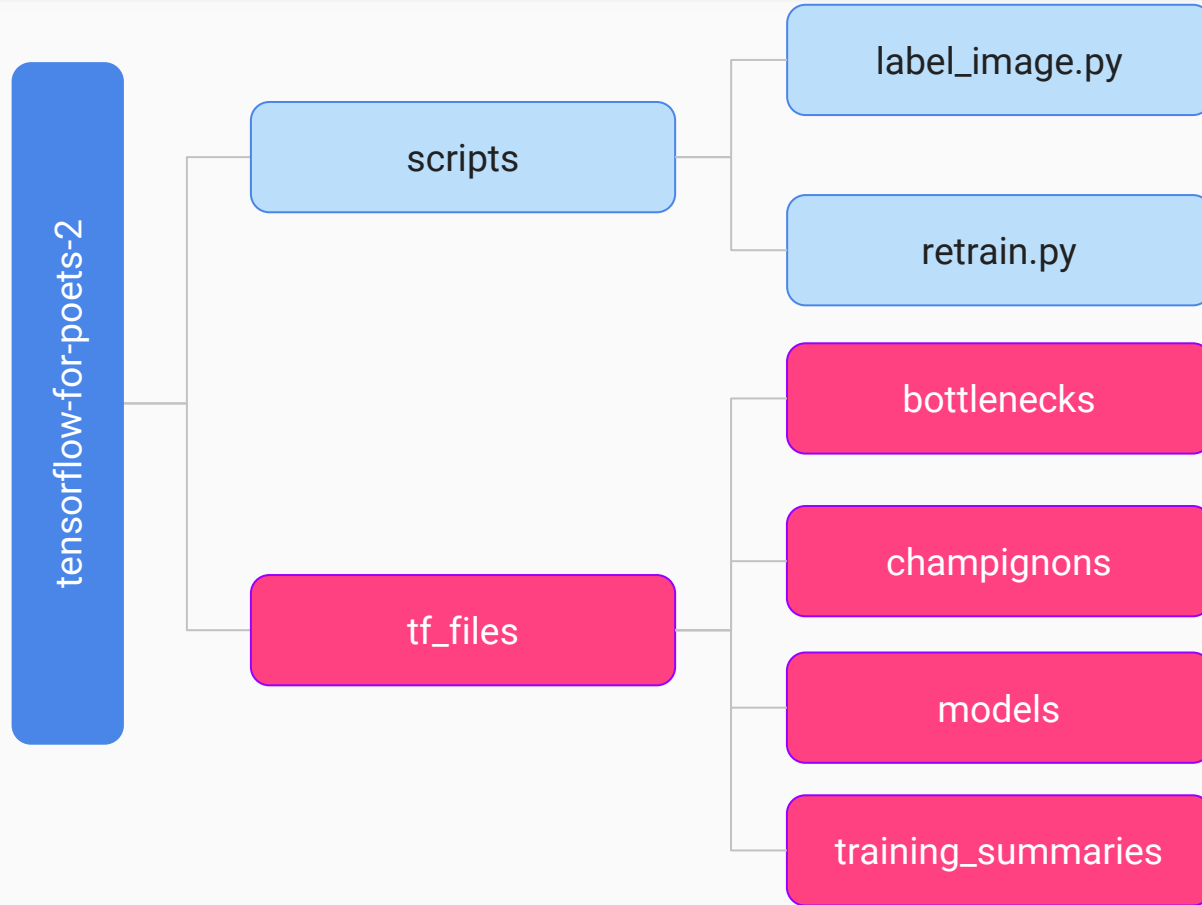 tensorflow-for-poets-2
scripts
label_image.py
retrain.py
tf_files
bottlenecks
champignons
models
training_summaries